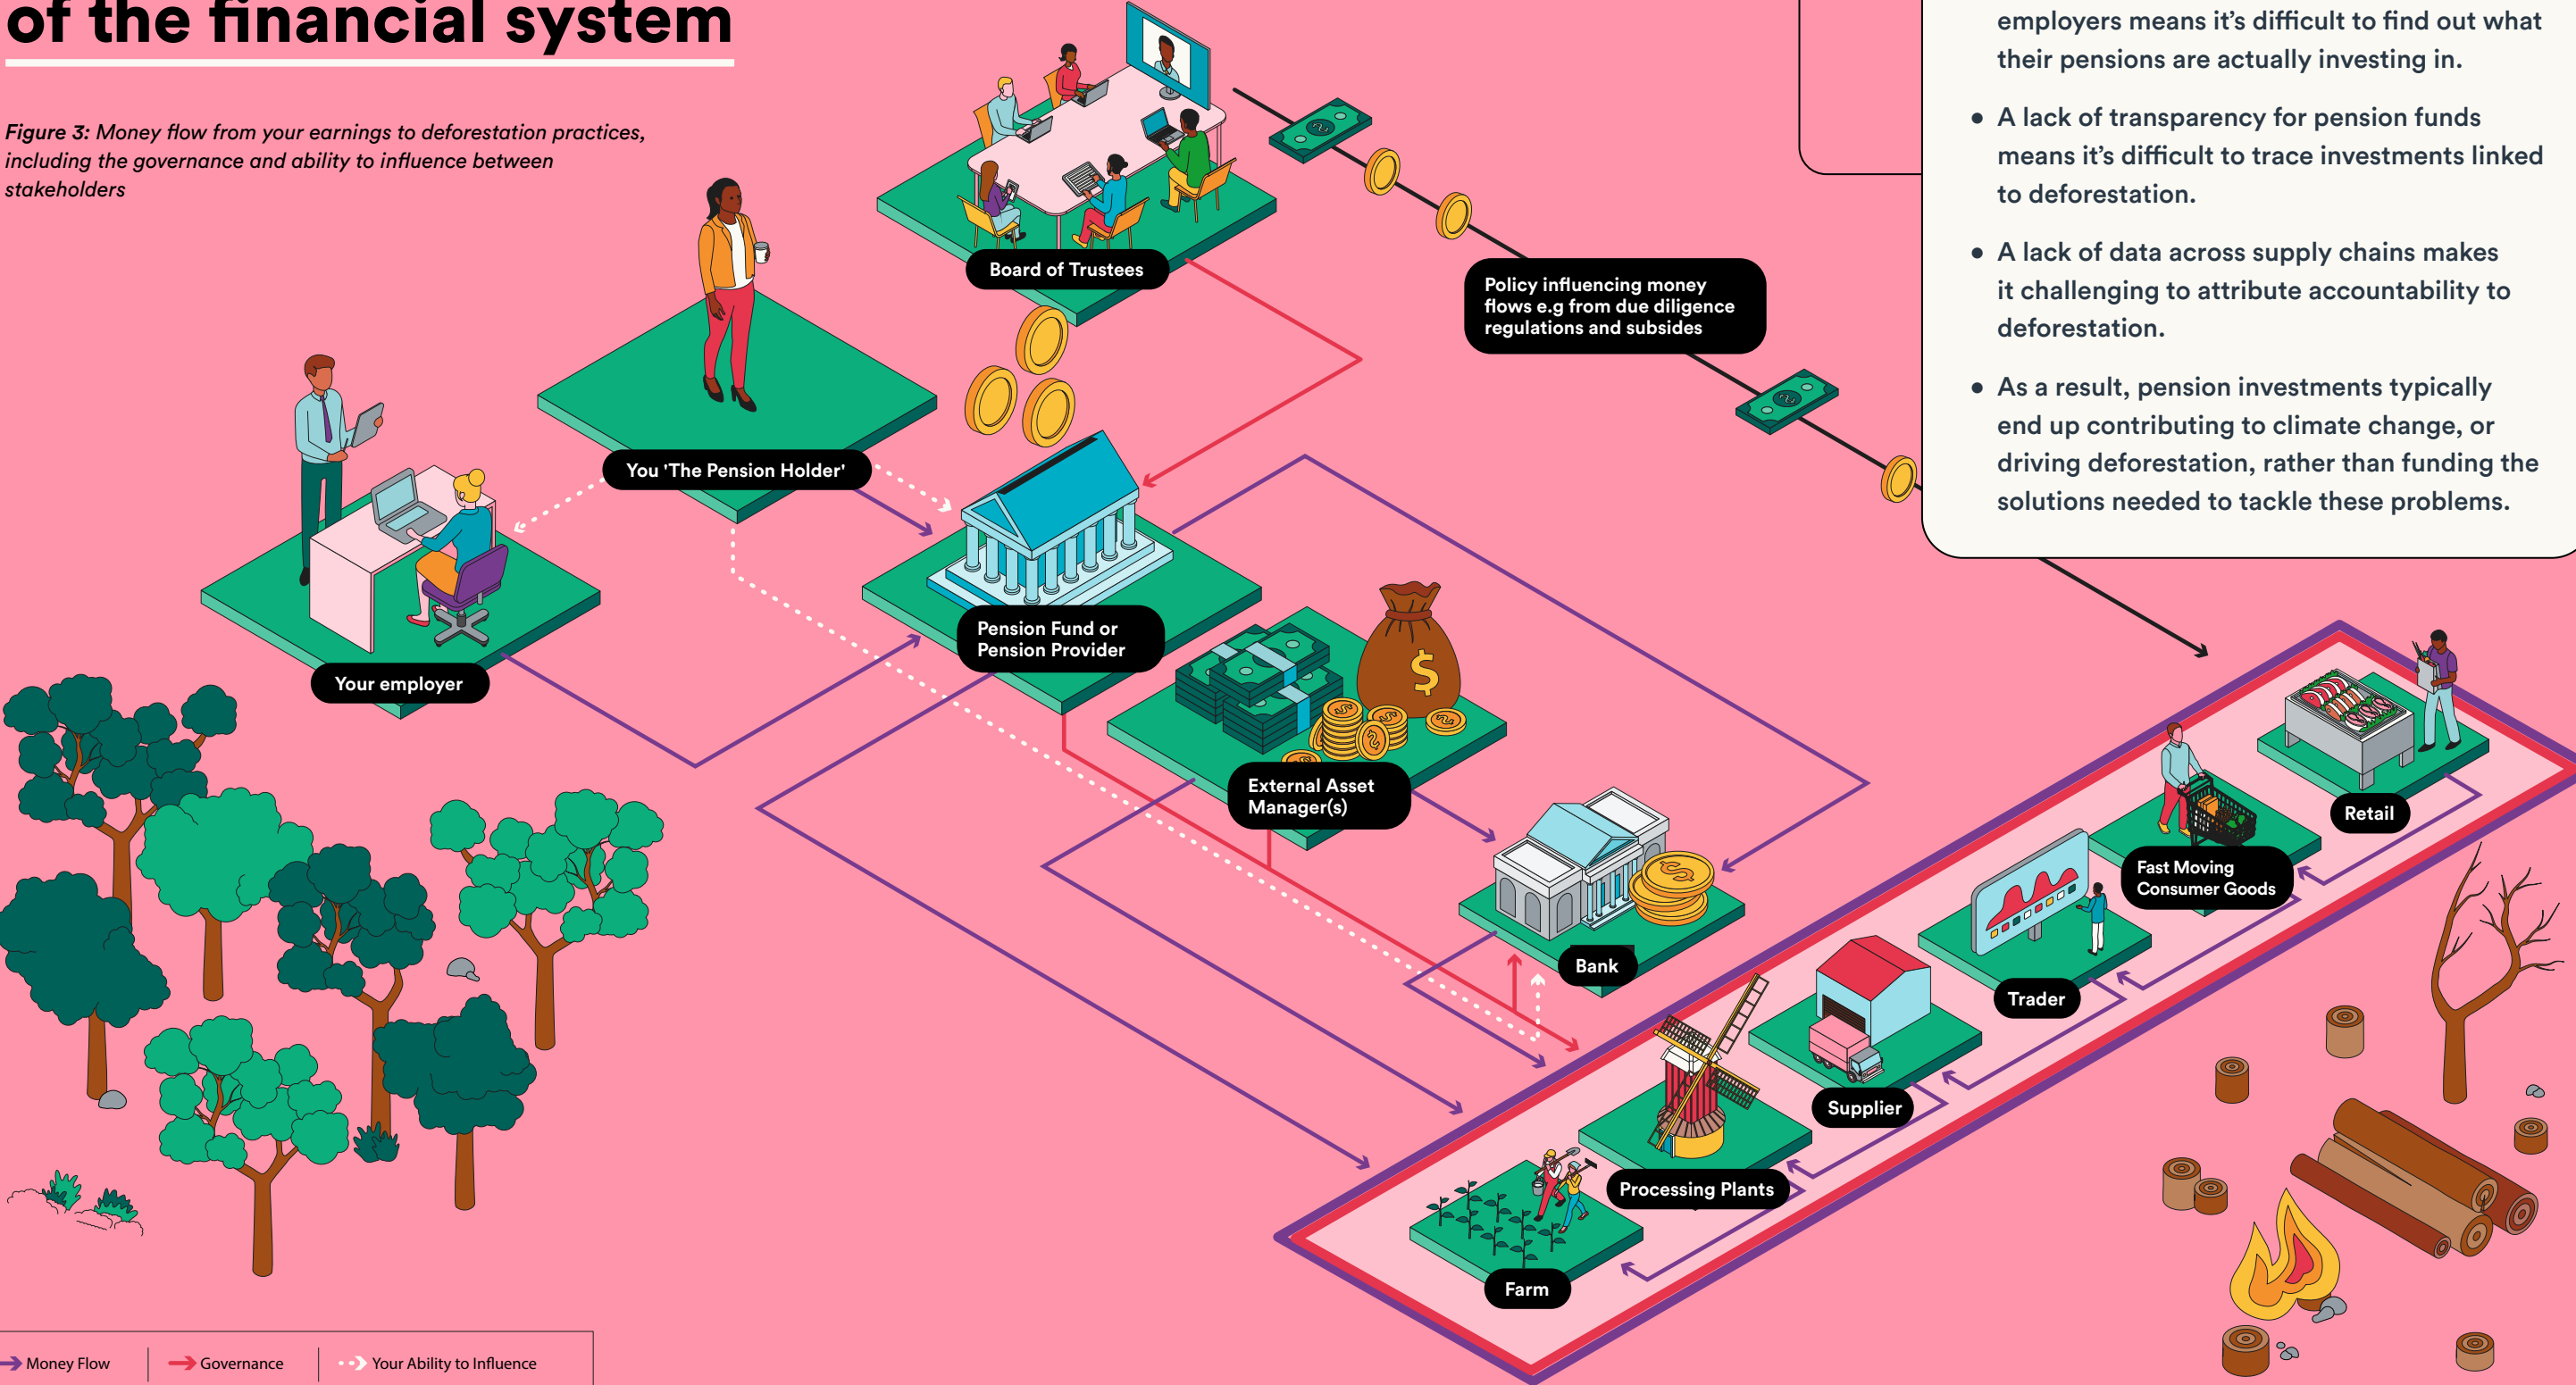 of the financial system
Figure 3: Money flow from your earnings to deforestation practices,
including the governance and ability to influence between
stakeholders
employers means it's difficult to find out what
their pensions are actually investing in.
• A lack of transparency for pension funds
means it's difficult to trace investments linked
to deforestation.
• A lack of data across supply chains makes
it challenging to attribute accountability to
deforestation.
• As a result, pension investments typically
end up contributing to climate change, or
driving deforestation, rather than funding the
solutions needed to tackle these problems.
Board of Trustees
Policy influencing money
flows e.g from due diligence
regulations and subsides
You 'The Pension Holder'
Your employer
Pension Fund or
Pension Provider
$
External Asset
Manager(s)
Bank
Retail
Fast Moving
Consumer Goods
Trader
Supplier
Processing Plants
Farm
Money Flow
Governance
Your Ability to Influence